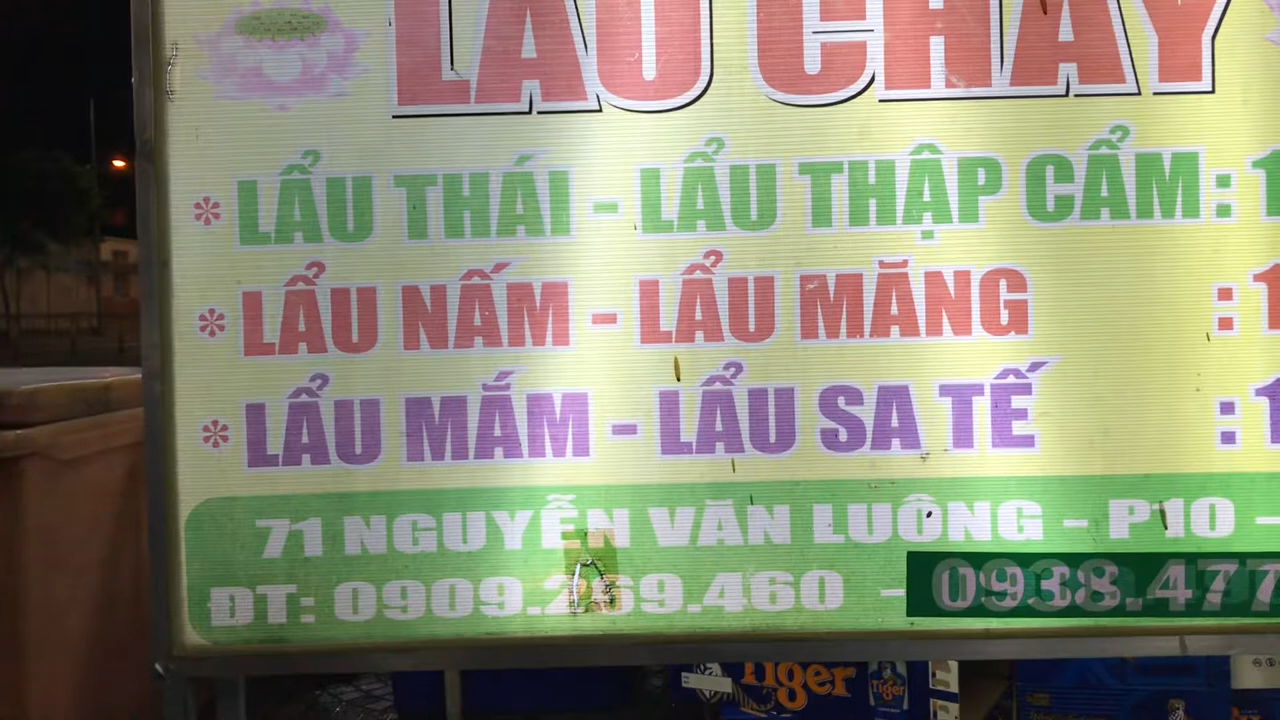 LẨU CHAY
* LẨU THÁI - LẨU THẬP CẨM : 1
* LẨU NẤM - LẨU MĂNG : 1
* LẨU MẮM - LẨU SA TẾ : 1
71 NGUYỄN VĂN LUÔNG - P10 -
ĐT: 0909.269.460 - 0938.477
Tiger
Tiger